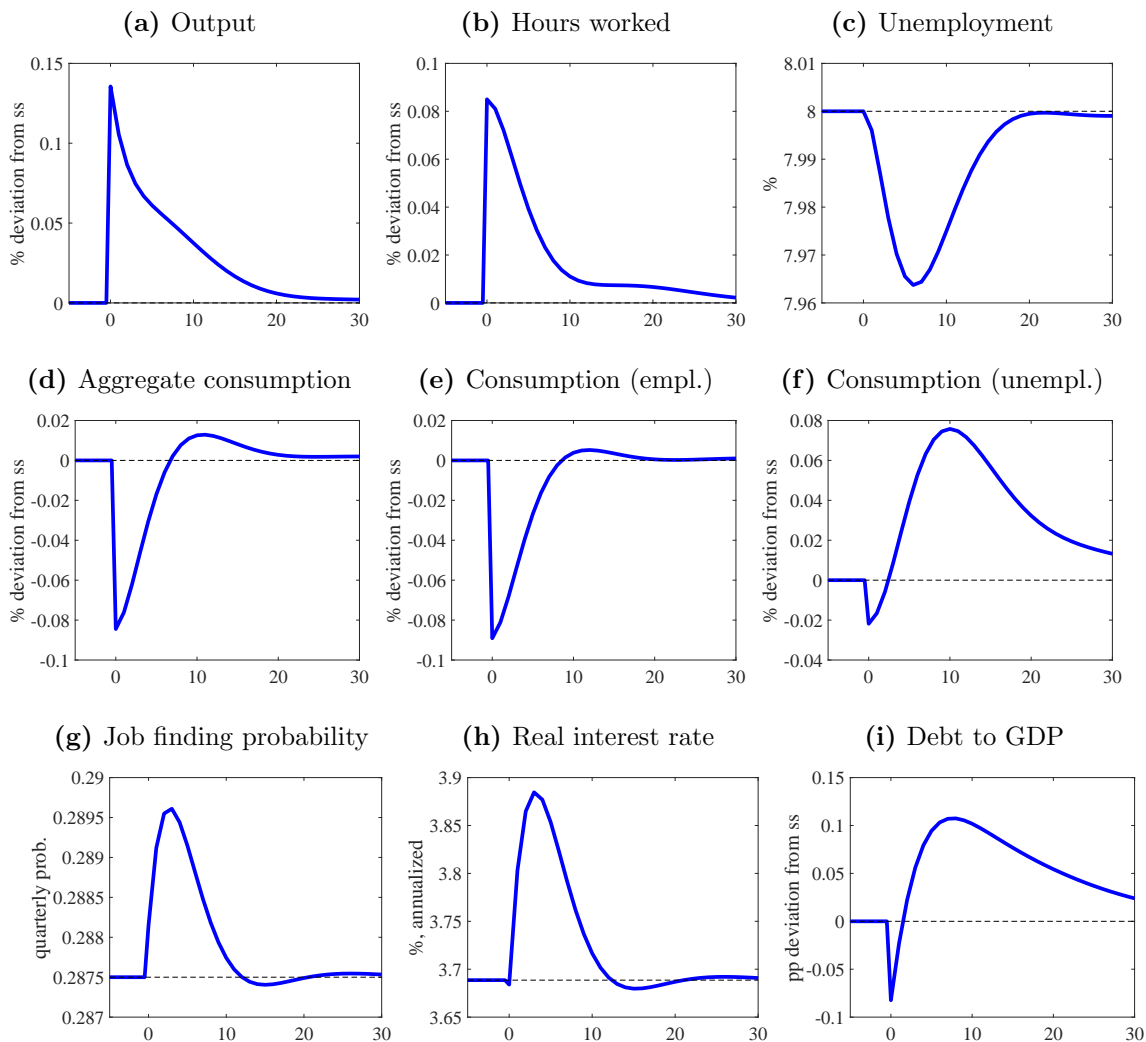 (a) Output
% deviation from ss
0.15
0.1
0.05
0
0 10 20 30
(b) Hours worked
% deviation from ss
0.1
0.08
0.06
0.04
0.02
0
0 10 20 30
(c) Unemployment
%
8.01
8
7.99
7.98
7.97
7.96
0 10 20 30
(d) Aggregate consumption
% deviation from ss
0.02
0
-0.02
-0.04
-0.06
-0.08
-0.1
0 10 20 30
(e) Consumption (empl.)
% deviation from ss
0.02
0
-0.02
-0.04
-0.06
-0.08
-0.1
0 10 20 30
(f) Consumption (unempl.)
% deviation from ss
0.08
0.06
0.04
0.02
0
-0.02
-0.04
0 10 20 30
(g) Job finding probability
quarterly prob.
0.29
0.2895
0.289
0.2885
0.288
0.2875
0.287
0 10 20 30
(h) Real interest rate
%, annualized
3.9
3.85
3.8
3.75
3.7
3.65
0 10 20 30
(i) Debt to GDP
pp deviation from ss
0.15
0.1
0.05
0
-0.05
-0.1
0 10 20 30